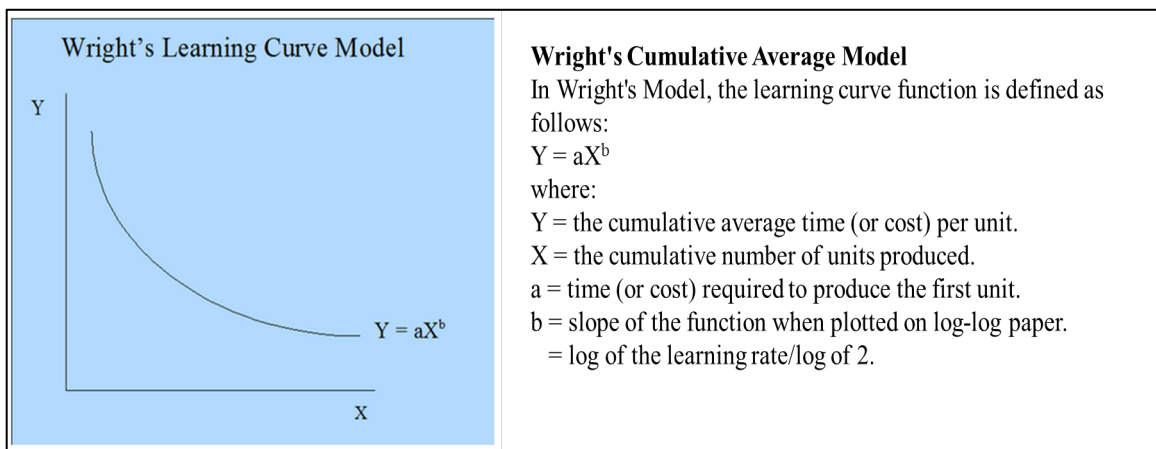 Wright's Learning Curve Model
Y
Y = aXᵇ
X
Wright's Cumulative Average Model
In Wright's Model, the learning curve function is defined as
follows:
Y = aXᵇ
where:
Y = the cumulative average time (or cost) per unit.
X = the cumulative number of units produced.
a = time (or cost) required to produce the first unit.
b = slope of the function when plotted on log-log paper.
= log of the learning rate/log of 2.